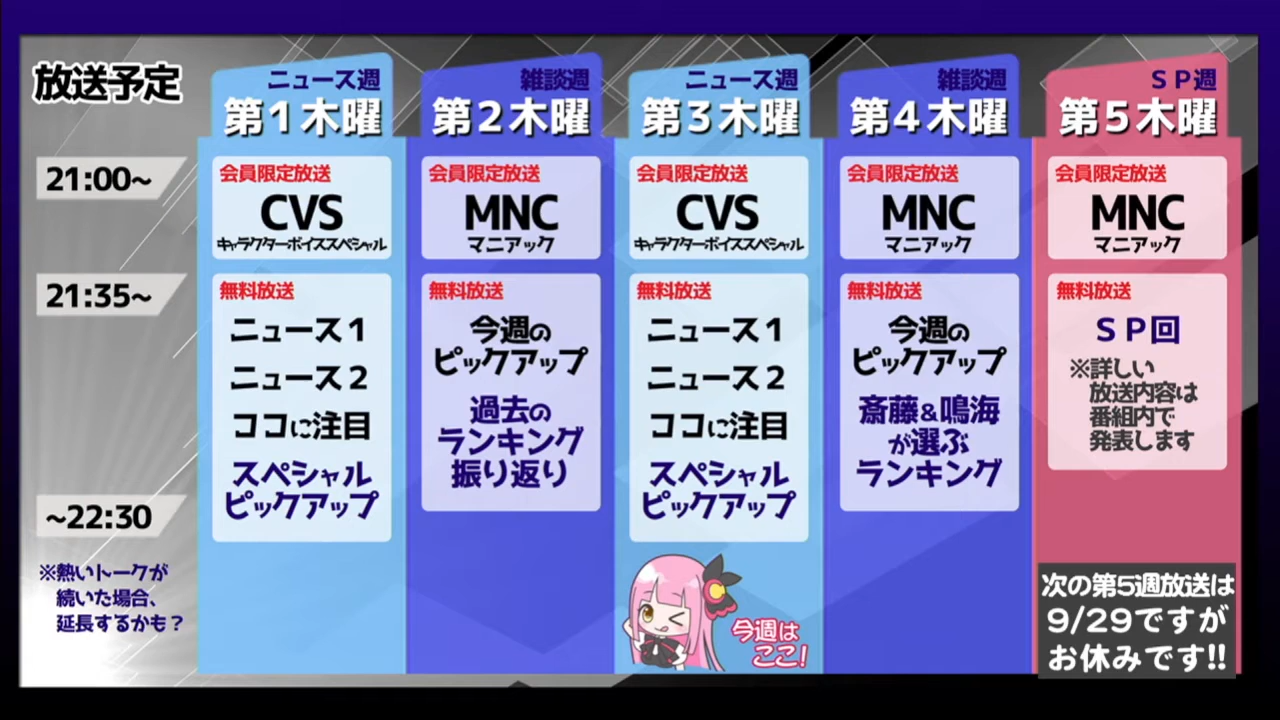 放送予定
21:00~
21:35~
~22:30
※熱いトークが
続いた場合、
延長するかも?
ニュース週
第1木曜
会員限定放送
CVS
キャラクターボイススペシャル
無料放送
ニュース1
ニュース2
ココに注目
スペシャル
ピックアップ
雑談週
第2木曜
会員限定放送
MNC
マニアック
無料放送
今週の
ピックアップ
過去の
ランキング
振り返り
ニュース週
第3木曜
会員限定放送
CVS
キャラクターボイススペシャル
無料放送
ニュース1
ニュース2
ココに注目
スペシャル
ピックアップ
今週は
ここ!
雑談週
第4木曜
会員限定放送
MNC
マニアック
無料放送
今週の
ピックアップ
斎藤&鳴海
が選ぶ
ランキング
SP週
第5木曜
会員限定放送
MNC
マニアック
無料放送
SP回
※詳しい
放送内容は
番組内で
発表します
次の第5週放送は
9/29ですが
お休みです!!